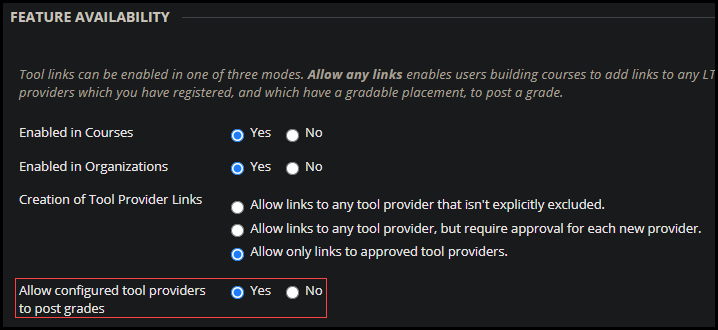 FEATURE AVAILABILITY
Tool links can be enabled in one of three modes. Allow any links enables users building courses to add links to any LT
providers which you have registered, and which have a gradable placement, to post a grade.
Enabled in Courses Yes No
Enabled in Organizations Yes No
Creation of Tool Provider Links
Allow links to any tool provider that isn't explicitly excluded.
Allow links to any tool provider, but require approval for each new provider.
Allow only links to approved tool providers.
Allow configured tool providers Yes No
to post grades